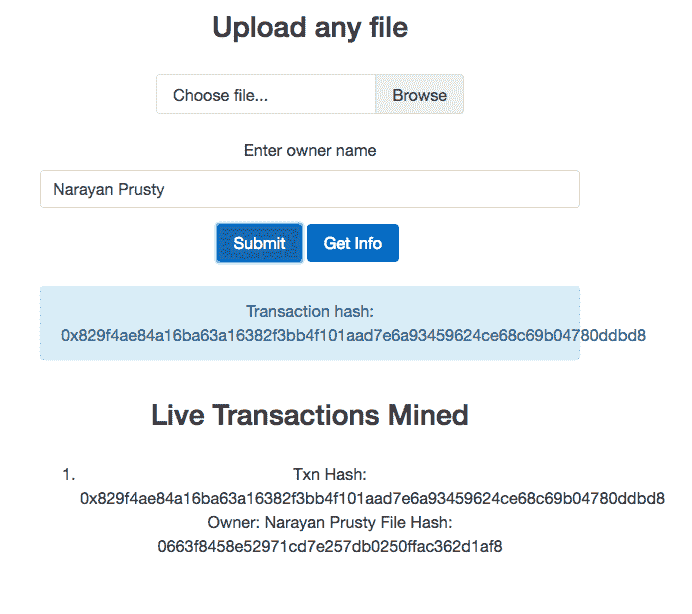 Upload any file
Choose file... Browse
Enter owner name
Narayan Prusty
Submit Get Info
Transaction hash:
0x829f4ae84a16ba63a16382f3bb4f101aad7e6a93459624ce68c69b04780ddbd8
Live Transactions Mined
1. Txn Hash:
0x829f4ae84a16ba63a16382f3bb4f101aad7e6a93459624ce68c69b04780ddbd8
Owner: Narayan Prusty File Hash:
0663f8458e52971cd7e257db0250ffac362d1af8